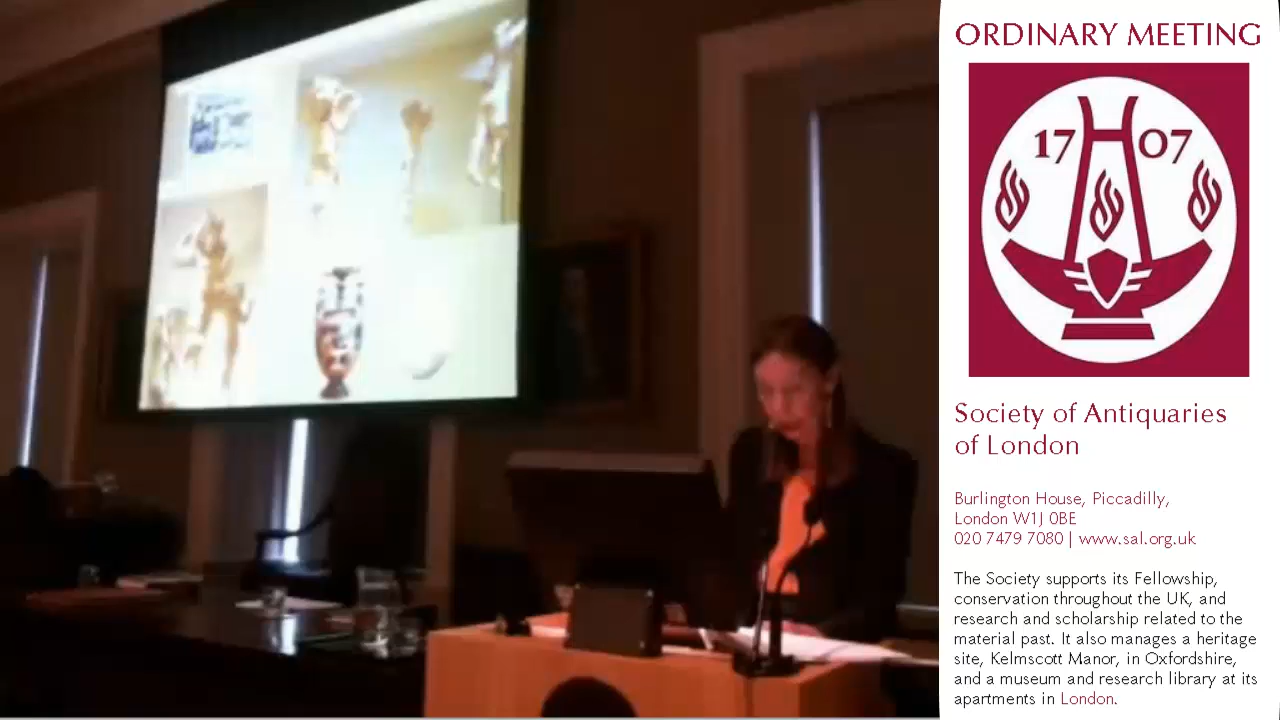 ORDINARY MEETING
17 07
Society of Antiquaries
of London
Burlington House, Piccadilly,
London W1J 0BE
020 7479 7080 | www.sal.org.uk
The Society supports its Fellowship,
conservation throughout the UK, and
research and scholarship related to the
material past. It also manages a heritage
site, Kelmscott Manor, in Oxfordshire,
and a museum and research library at its
apartments in London.